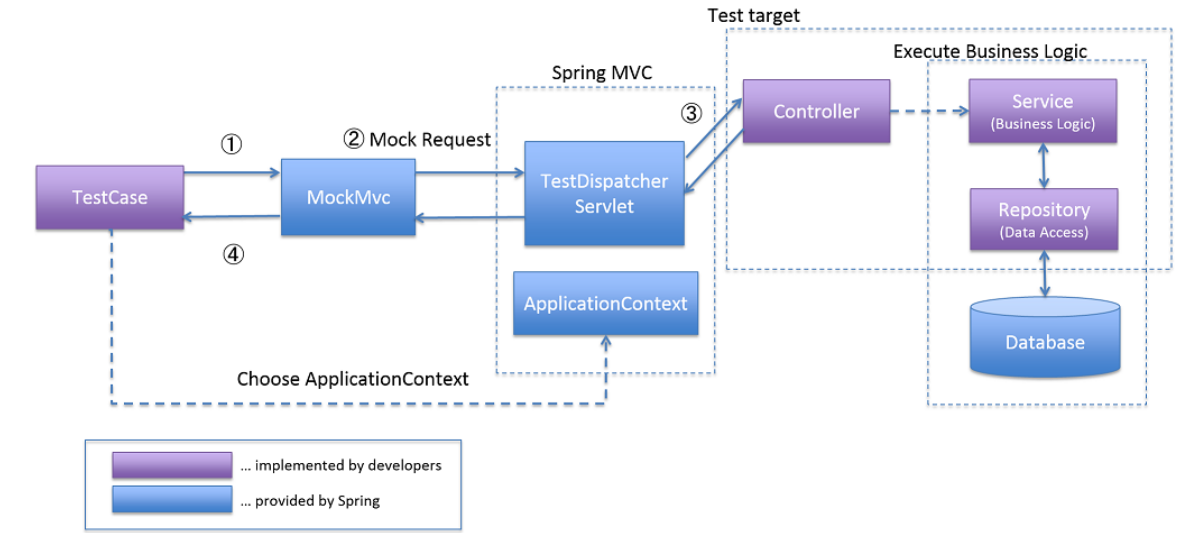 Test target
Execute Business Logic
Spring MVC
③
Controller
Service
(Business Logic)
①
② Mock Request
TestCase
MockMvc
TestDispatcher
Servlet
Repository
(Data Access)
④
ApplicationContext
Database
Choose ApplicationContext
... implemented by developers
... provided by Spring